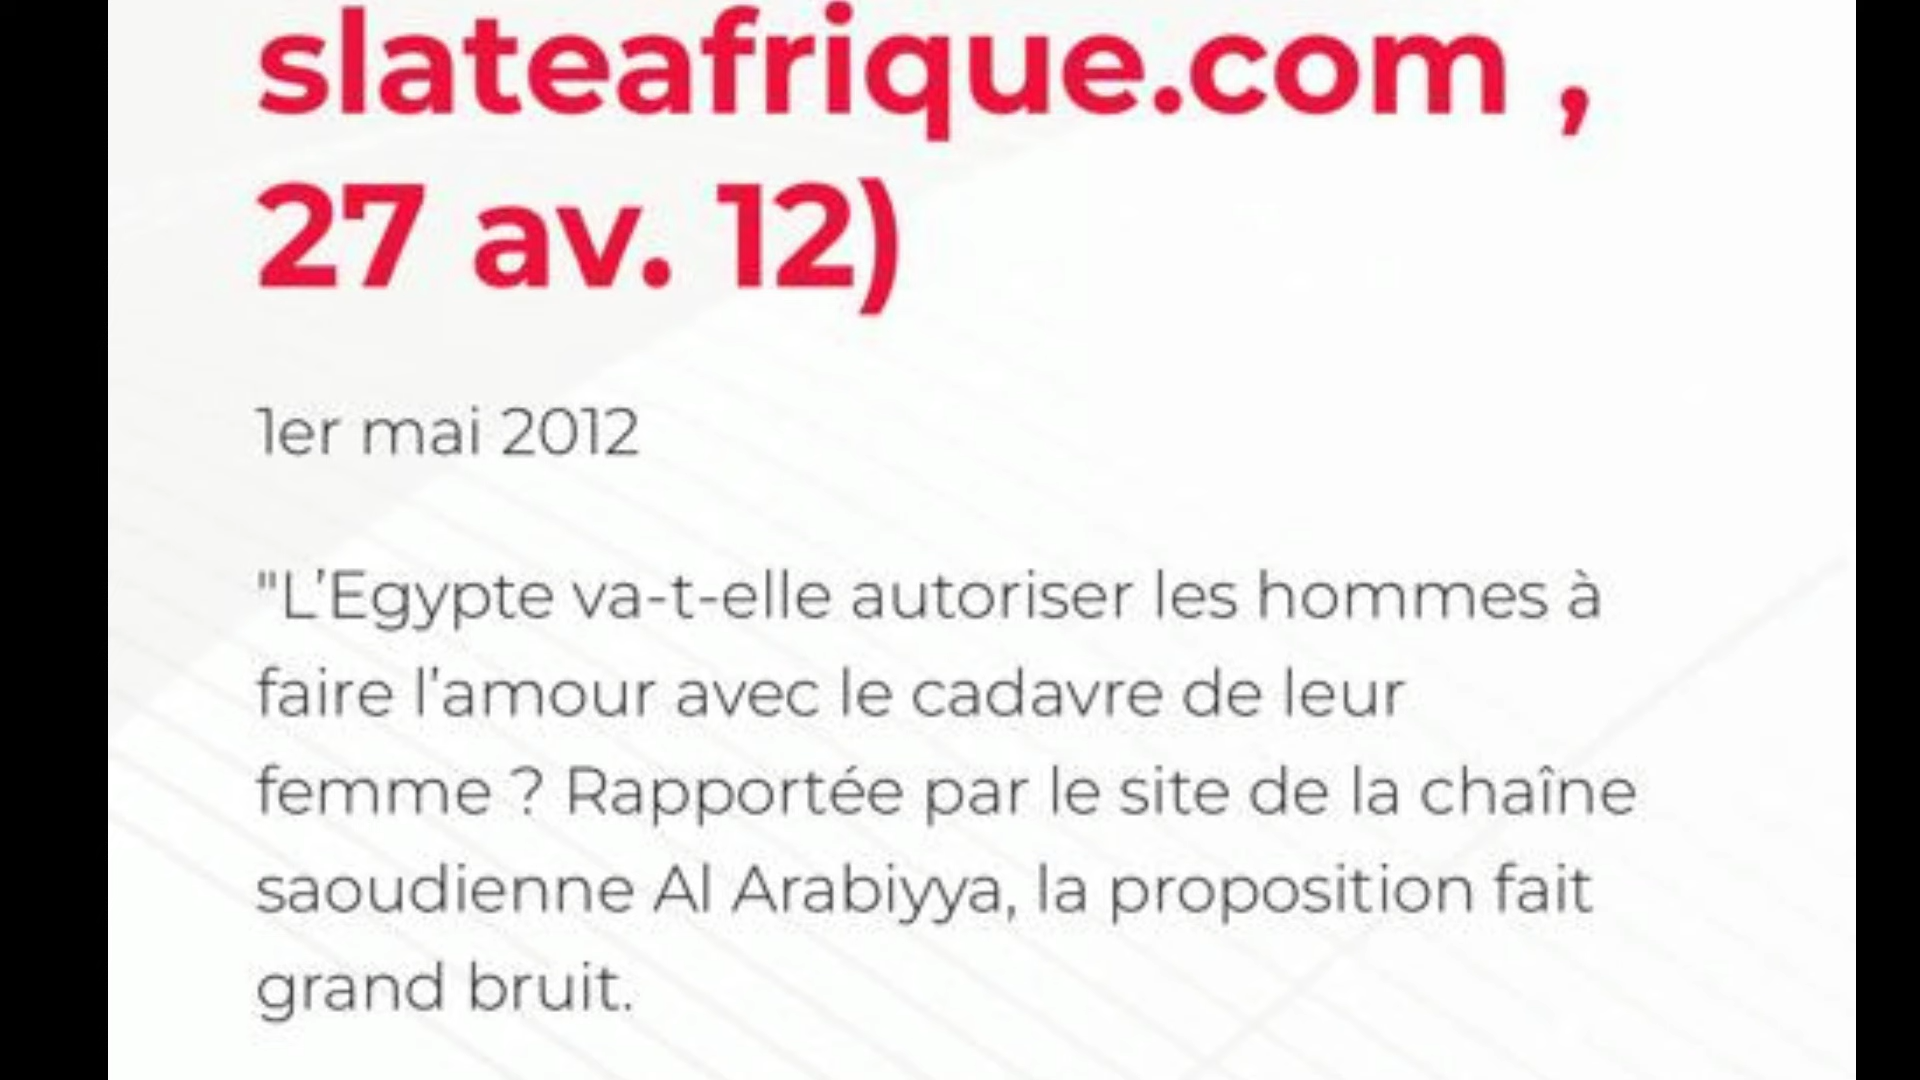 slateafrique.com ,
27 av. 12)
1er mai 2012
"L’Egypte va-t-elle autoriser les hommes à
faire l’amour avec le cadavre de leur
femme ? Rapportée par le site de la chaîne
saoudienne Al Arabiyya, la proposition fait
grand bruit.